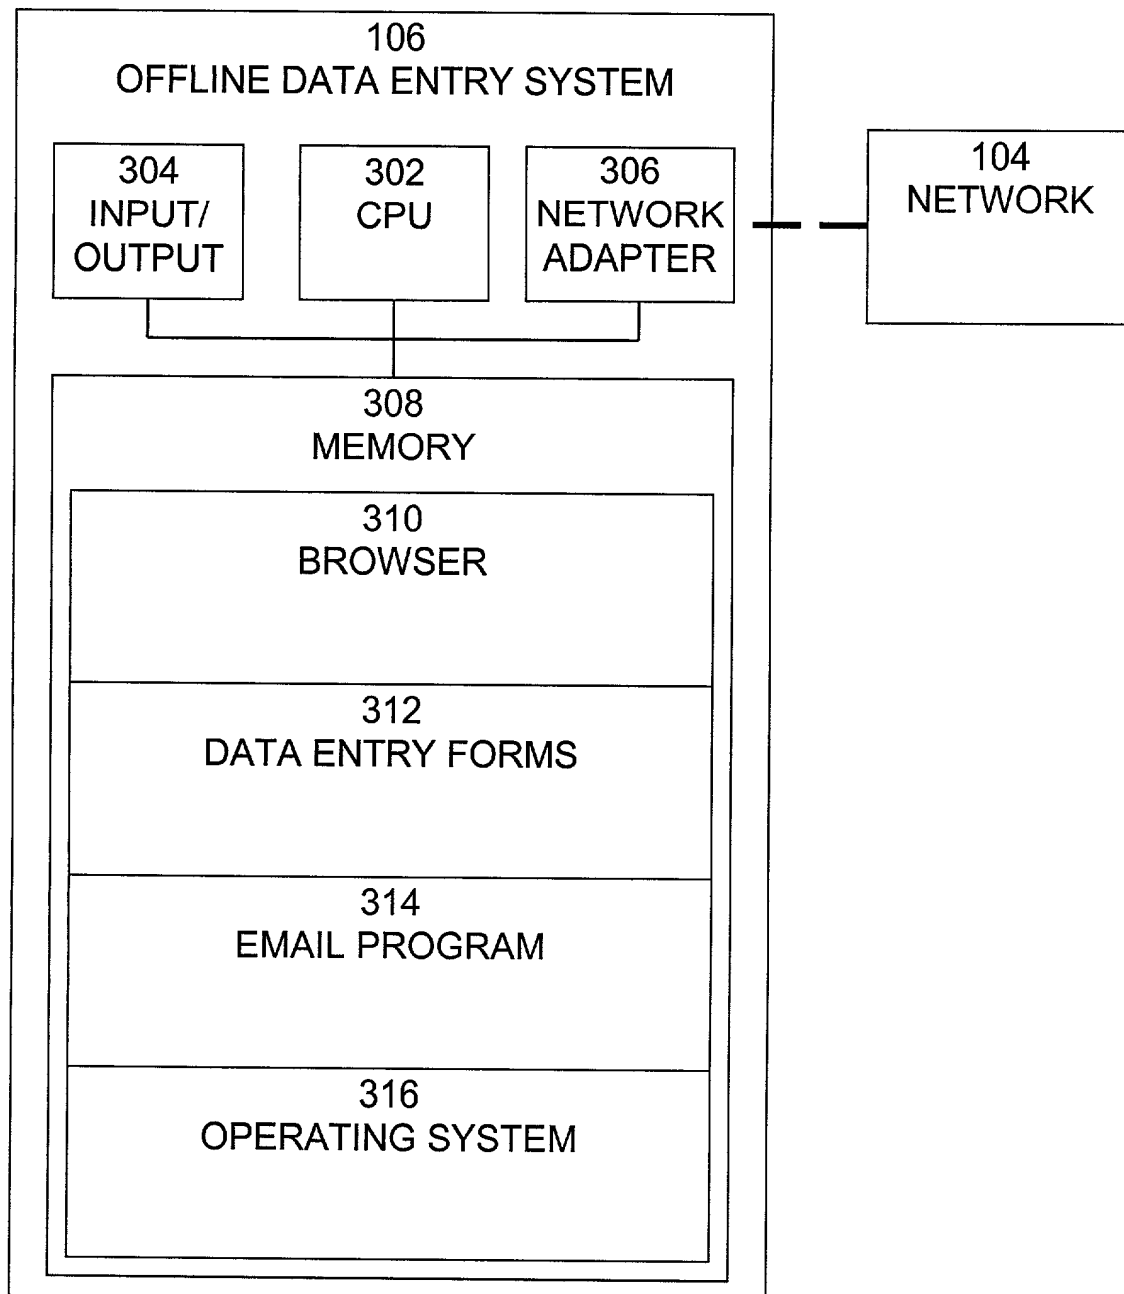 106
OFFLINE DATA ENTRY SYSTEM
304
INPUT/
OUTPUT
302
CPU
306
NETWORK
ADAPTER
104
NETWORK
308
MEMORY
310
BROWSER
312
DATA ENTRY FORMS
314
EMAIL PROGRAM
316
OPERATING SYSTEM